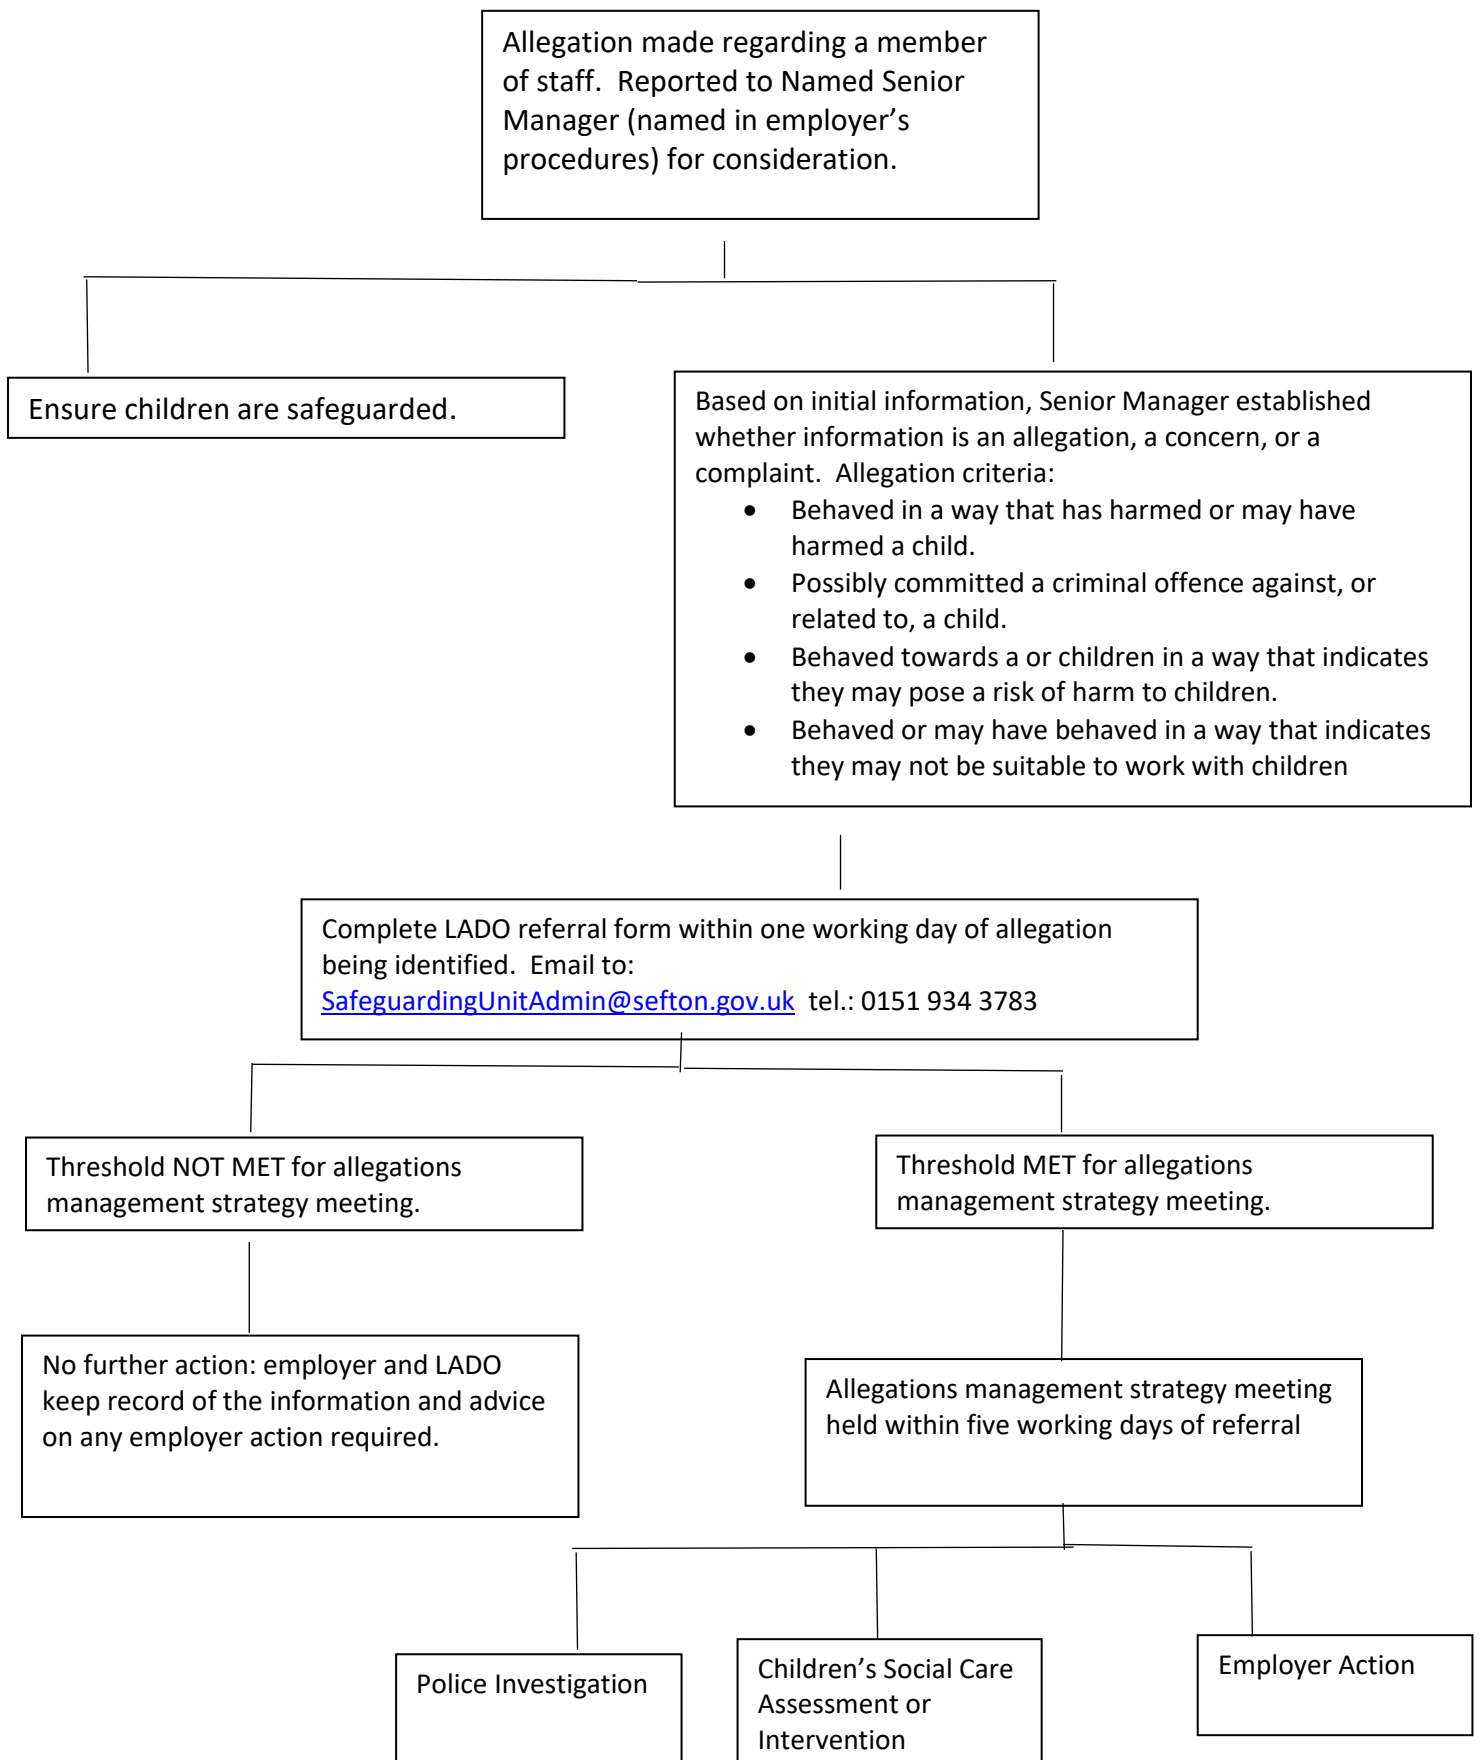 Allegation made regarding a member
of staff.  Reported to Named Senior
Manager (named in employer’s
procedures) for consideration.
Ensure children are safeguarded.
Based on initial information, Senior Manager established
whether information is an allegation, a concern, or a
complaint.  Allegation criteria:
• Behaved in a way that has harmed or may have
harmed a child.
• Possibly committed a criminal offence against, or
related to, a child.
• Behaved towards a or children in a way that indicates
they may pose a risk of harm to children.
• Behaved or may have behaved in a way that indicates
they may not be suitable to work with children
Complete LADO referral form within one working day of allegation
being identified.  Email to:
SafeguardingUnitAdmin@sefton.gov.uk  tel.: 0151 934 3783
Threshold NOT MET for allegations
management strategy meeting.
Threshold MET for allegations
management strategy meeting.
No further action: employer and LADO
keep record of the information and advice
on any employer action required.
Allegations management strategy meeting
held within five working days of referral
Police Investigation
Children’s Social Care
Assessment or
Intervention
Employer Action